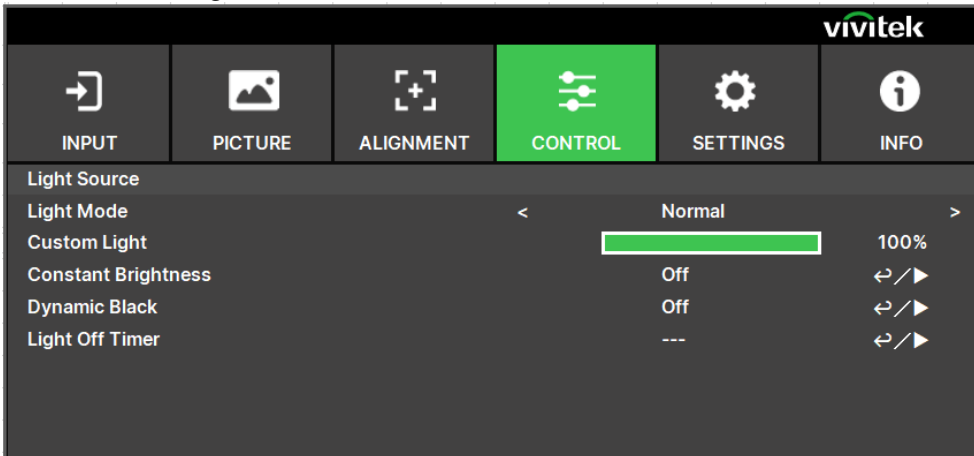 vivitek
INPUT PICTURE ALIGNMENT CONTROL SETTINGS INFO
Light Source
Light Mode < Normal >
Custom Light 100%
Constant Brightness Off ↩/▶
Dynamic Black Off ↩/▶
Light Off Timer --- ↩/▶